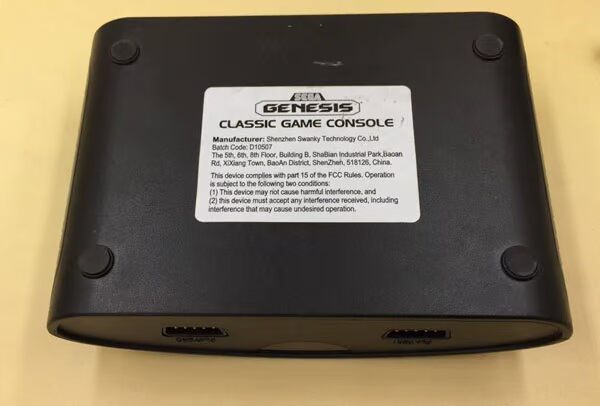 SEGA
GENESIS
CLASSIC GAME CONSOLE
Manufacturer: Shenzhen Swanky Technology Co.,Ltd
Batch Code: D10507
The 5th, 6th, 8th Floor, Building B, ShaBian Industrial Park,Baoan
Rd, XiXiang Town, BaoAn District, ShenZheh, 518126, China.
This device complies with part 15 of the FCC Rules. Operation
is subject to the following two conditions:
(1) This device may not cause harmful interference, and
(2) this device must accept any interference received, including
interference that may cause undesired operation.